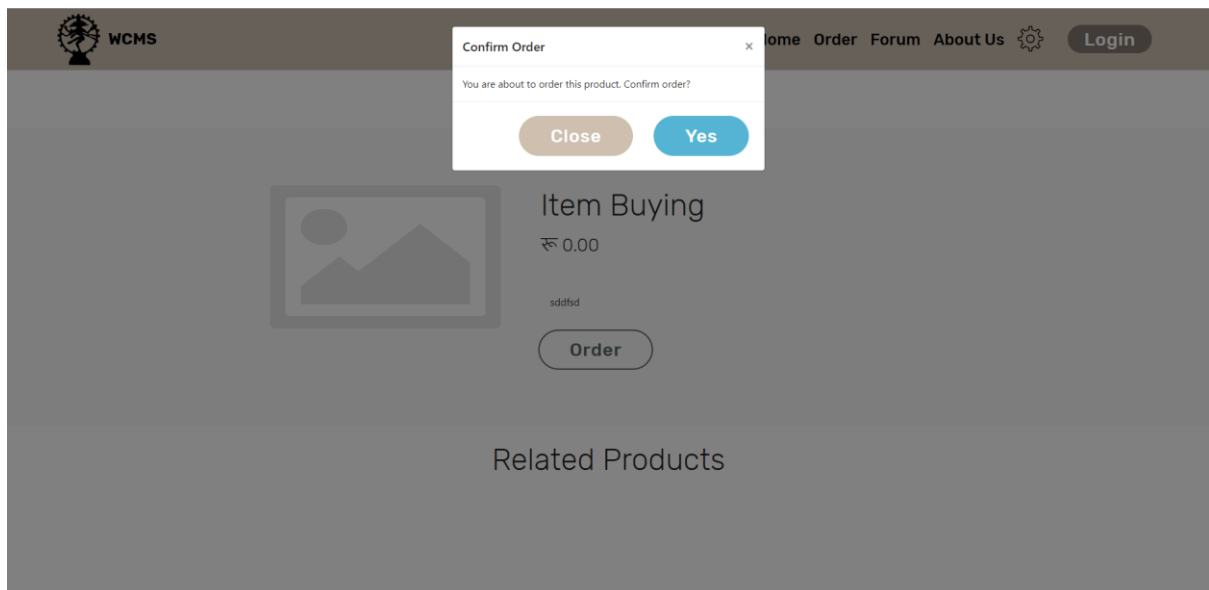 WCMS
Home Order Forum About Us Login
Confirm Order ×
You are about to order this product. Confirm order?
Close Yes
Item Buying
रू 0.00
sddfsd
Order
Related Products